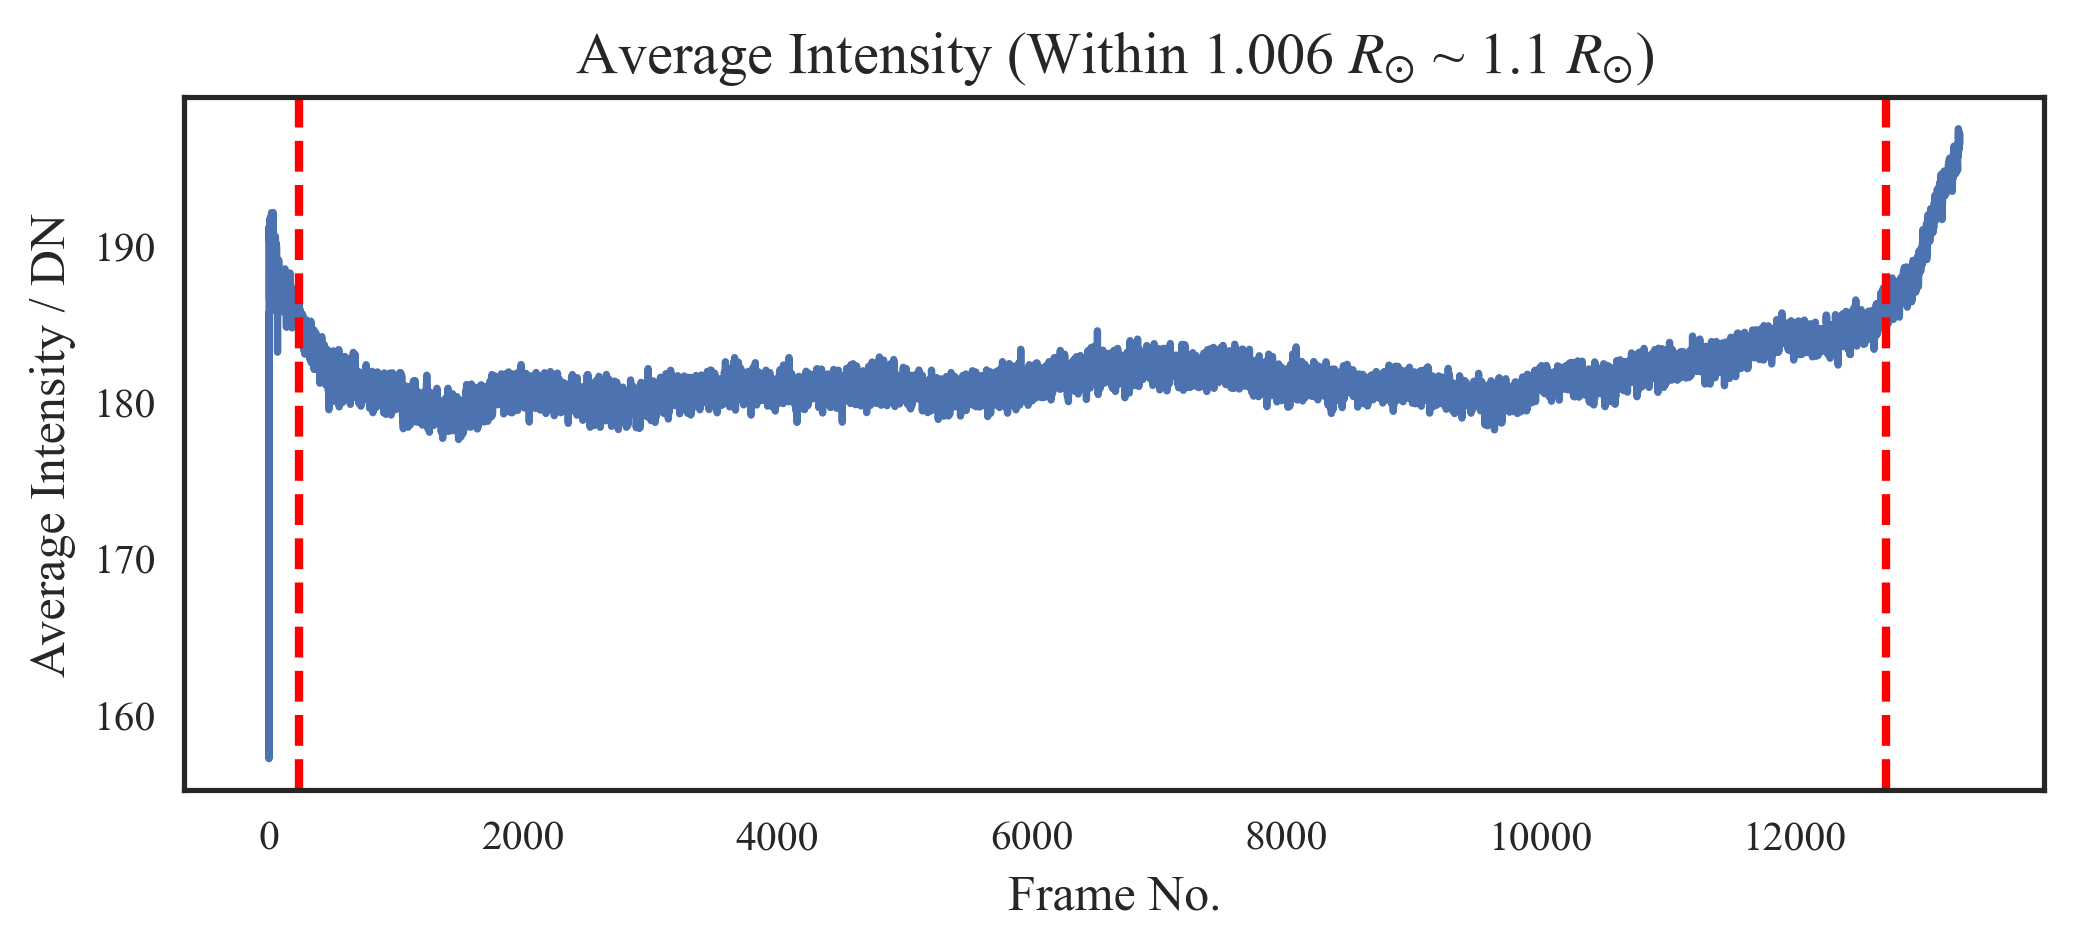 Average Intensity (Within 1.006 R⊙ ~ 1.1 R⊙)
Average Intensity / DN
190
180
170
160
0 2000 4000 6000 8000 10000 12000
Frame No.